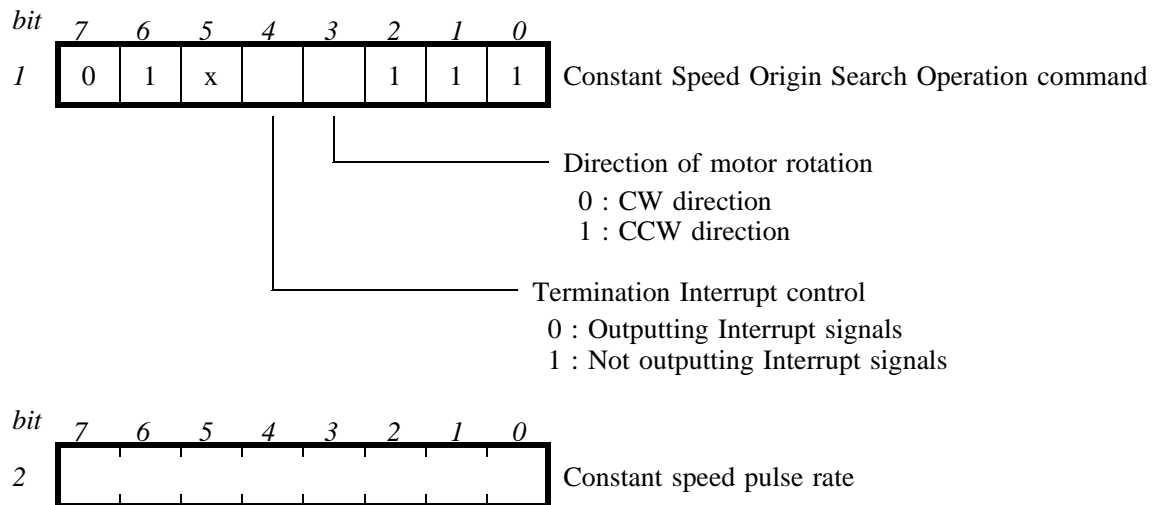 bit 7 6 5 4 3 2 1 0
1 0 1 x 1 1 1 Constant Speed Origin Search Operation command
Direction of motor rotation
0 : CW direction
1 : CCW direction
Termination Interrupt control
0 : Outputting Interrupt signals
1 : Not outputting Interrupt signals
bit 7 6 5 4 3 2 1 0
2 Constant speed pulse rate